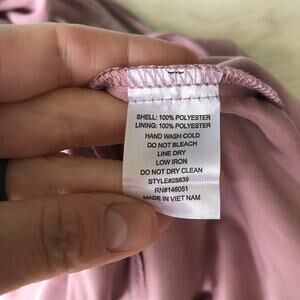 SHELL: 100% POLYESTER
LINING: 100% POLYESTER
HAND WASH COLD
DO NOT BLEACH
LINE DRY
LOW IRON
DO NOT DRY CLEAN
STYLE#28839
RN#146051
MADE IN VIET NAM